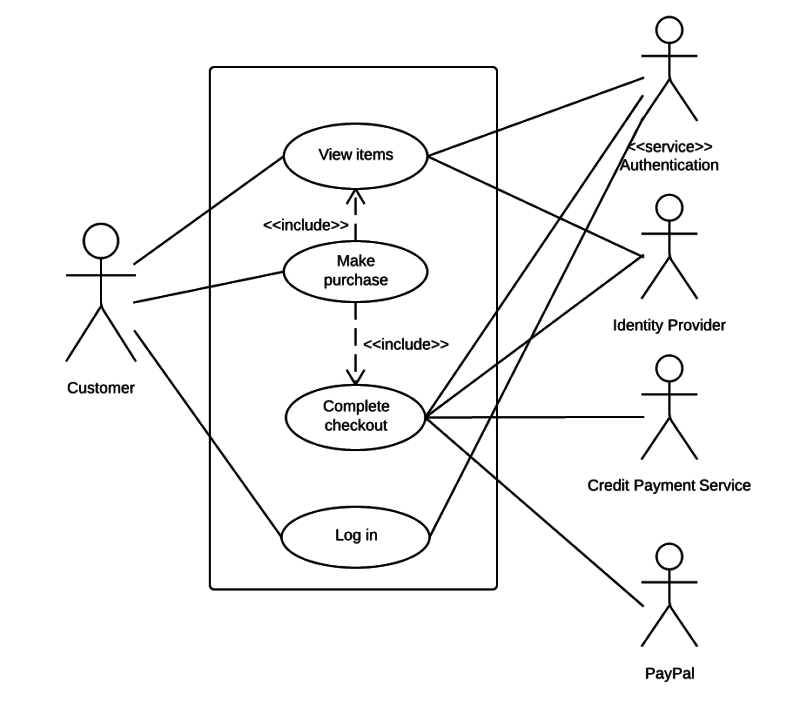 <<service>>
Authentication
View items
<<include>>
Make
purchase
Identity Provider
<<include>>
Customer
Complete
checkout
Credit Payment Service
Log in
PayPal